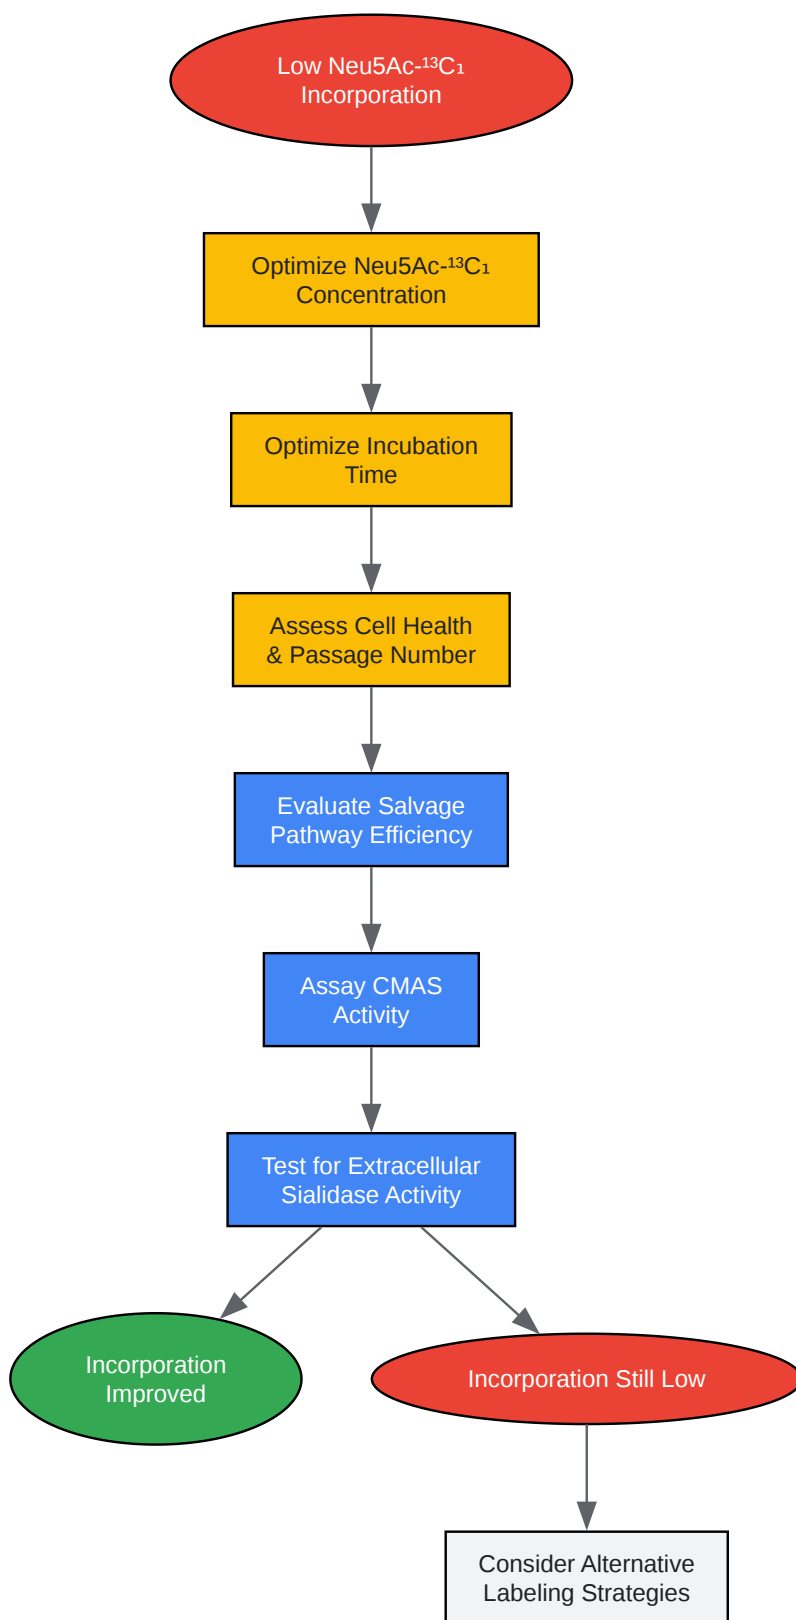 Low Neu5Ac-¹³C₁
Incorporation
Optimize Neu5Ac-¹³C₁
Concentration
Optimize Incubation
Time
Assess Cell Health
& Passage Number
Evaluate Salvage
Pathway Efficiency
Assay CMAS
Activity
Test for Extracellular
Sialidase Activity
Incorporation
Improved
Incorporation Still Low
Consider Alternative
Labeling Strategies